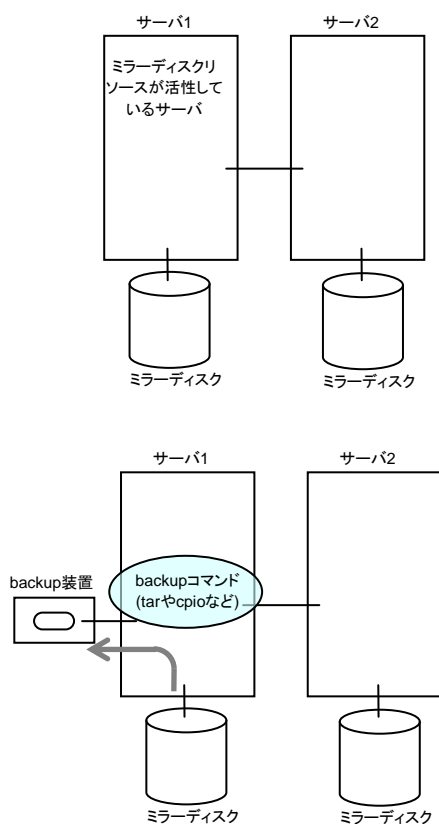 サーバ1
サーバ2
ミラーディスクリ
ソースが活性して
いるサーバ
ミラーディスク
ミラーディスク
サーバ1
サーバ2
backup装置
backupコマンド
(tarやcpioなど)
ミラーディスク
ミラーディスク